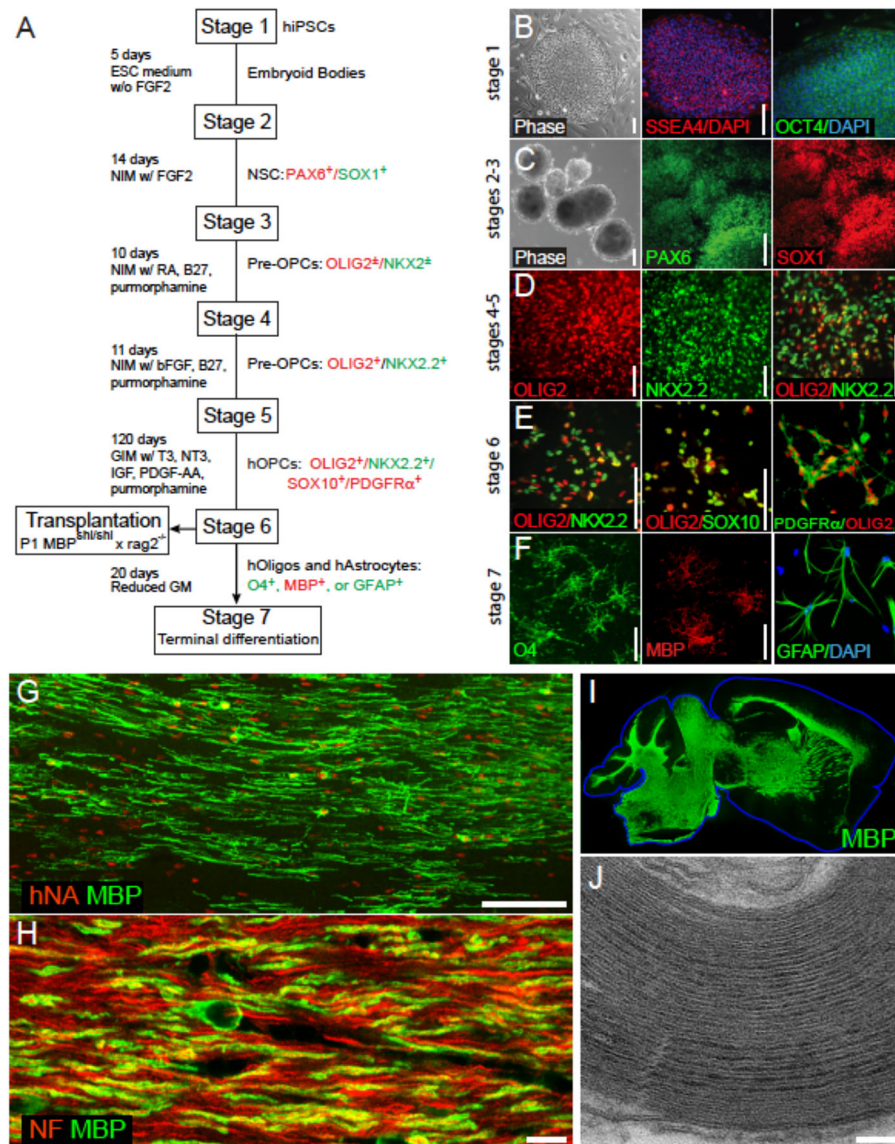 A
Stage 1
hiPSCs
5 days
ESC medium
w/o FGF2
Embryoid Bodies
Stage 2
14 days
NIM w/ FGF2
NSC:PAX6+/SOX1+
Stage 3
10 days
NIM w/ RA, B27,
purmorphamine
Pre-OPCs: OLIG2±/NKX2±
Stage 4
11 days
NIM w/ bFGF, B27,
purmorphamine
Pre-OPCs: OLIG2+/NKX2.2+
Stage 5
120 days
GIM w/ T3, NT3,
IGF, PDGF-AA,
purmorphamine
hOPCs: OLIG2+/NKX2.2+/
SOX10+/PDGFRα+
Transplantation
P1 MBPshi/shi x rag2-/-
Stage 6
20 days
Reduced GM
hOligos and hAstrocytes:
O4+, MBP+, or GFAP+
Stage 7
Terminal differentiation
stage 1
B
Phase
SSEA4/DAPI
OCT4/DAPI
stages 2-3
C
Phase
PAX6
SOX1
stages 4-5
D
OLIG2
NKX2.2
OLIG2/NKX2.2
stage 6
E
OLIG2/NKX2.2
OLIG2/SOX10
PDGFRα/OLIG2
stage 7
F
O4
MBP
GFAP/DAPI
G
hNA MBP
H
NF MBP
I
MBP
J